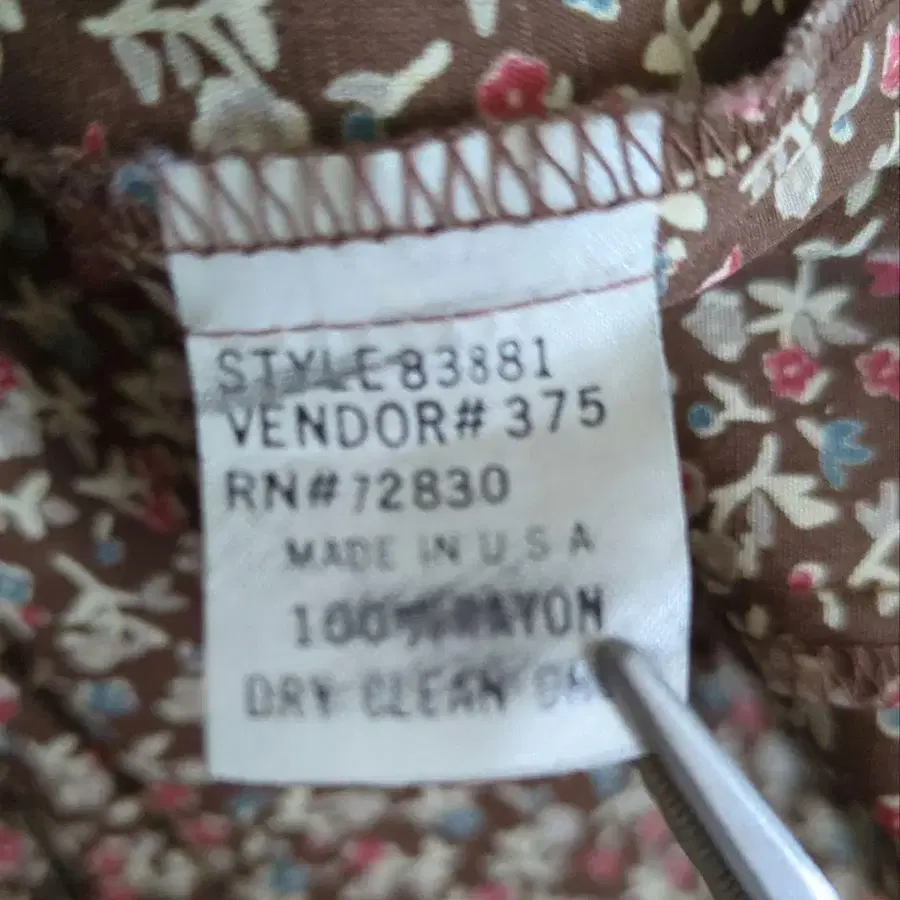 STYLE 83881
VENDOR# 375
RN# 72830
MADE IN U S A
100% RAYON
DRY CLEAN